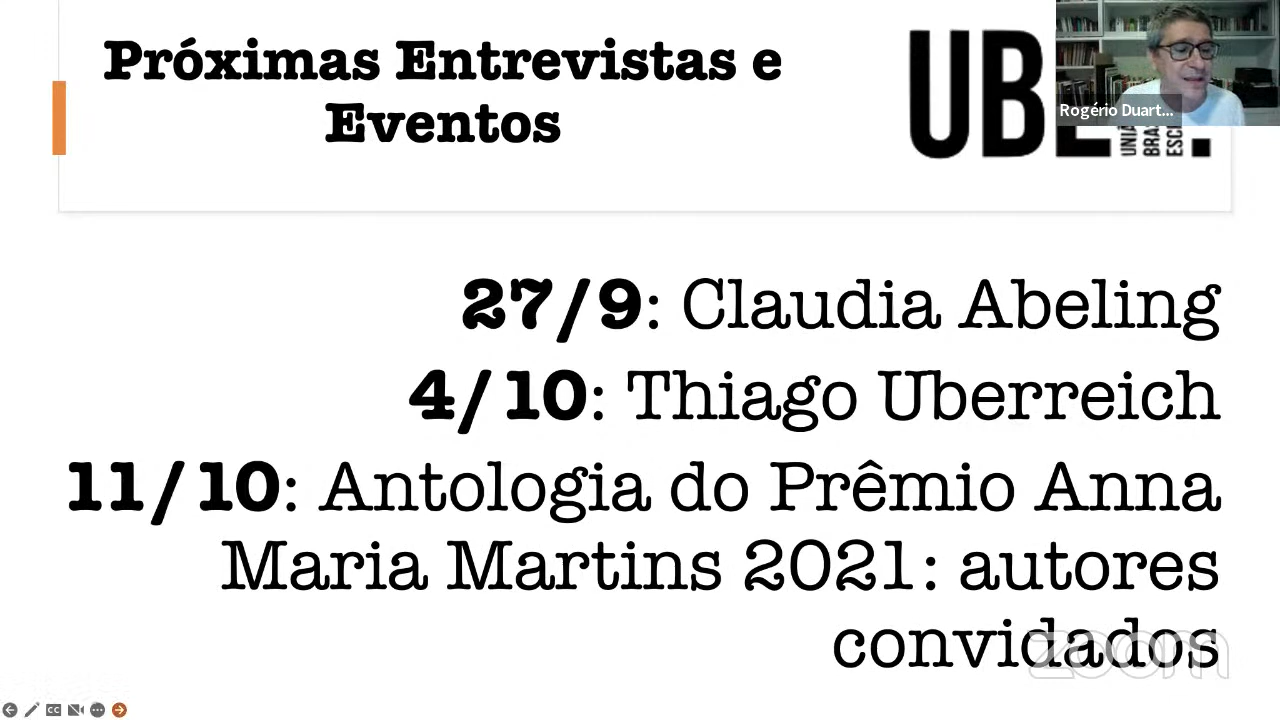 Próximas Entrevistas e
Eventos
UBE
Rogério Duart...
27/9: Claudia Abeling
4/10: Thiago Uberreich
11/10: Antologia do Prêmio Anna
Maria Martins 2021: autores
convidados
zoom